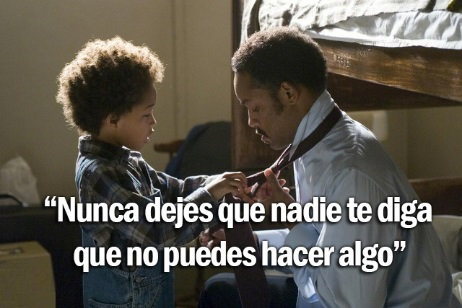 “Nunca dejes que nadie te diga
que no puedes hacer algo”